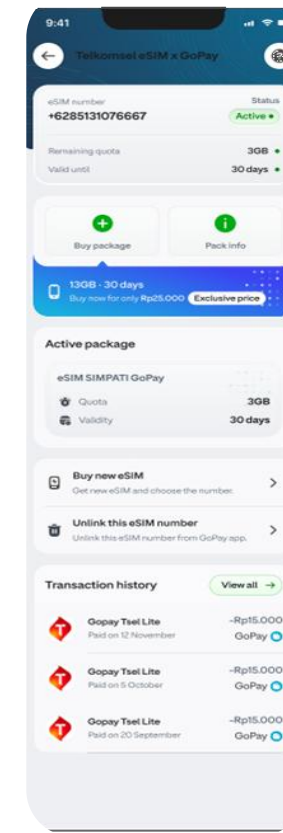 9:41
Telkomsel eSIM x GoPay
eSIM number
Status
+6285131076667
Active
Remaining quota
3GB
Valid until
30 days
Buy package
Pack info
13GB - 30 days
Buy now for only Rp25.000
Exclusive price
Active package
eSIM SIMPATI GoPay
Quota
3GB
Validity
30 days
Buy new eSIM
Get new eSIM and choose the number.
Unlink this eSIM number
Unlink this eSIM number from GoPay app.
Transaction history
View all →
Gopay Tsel Lite
-Rp15.000
Paid on 12 November
GoPay
Gopay Tsel Lite
-Rp15.000
Paid on 5 October
GoPay
Gopay Tsel Lite
-Rp15.000
Paid on 20 September
GoPay